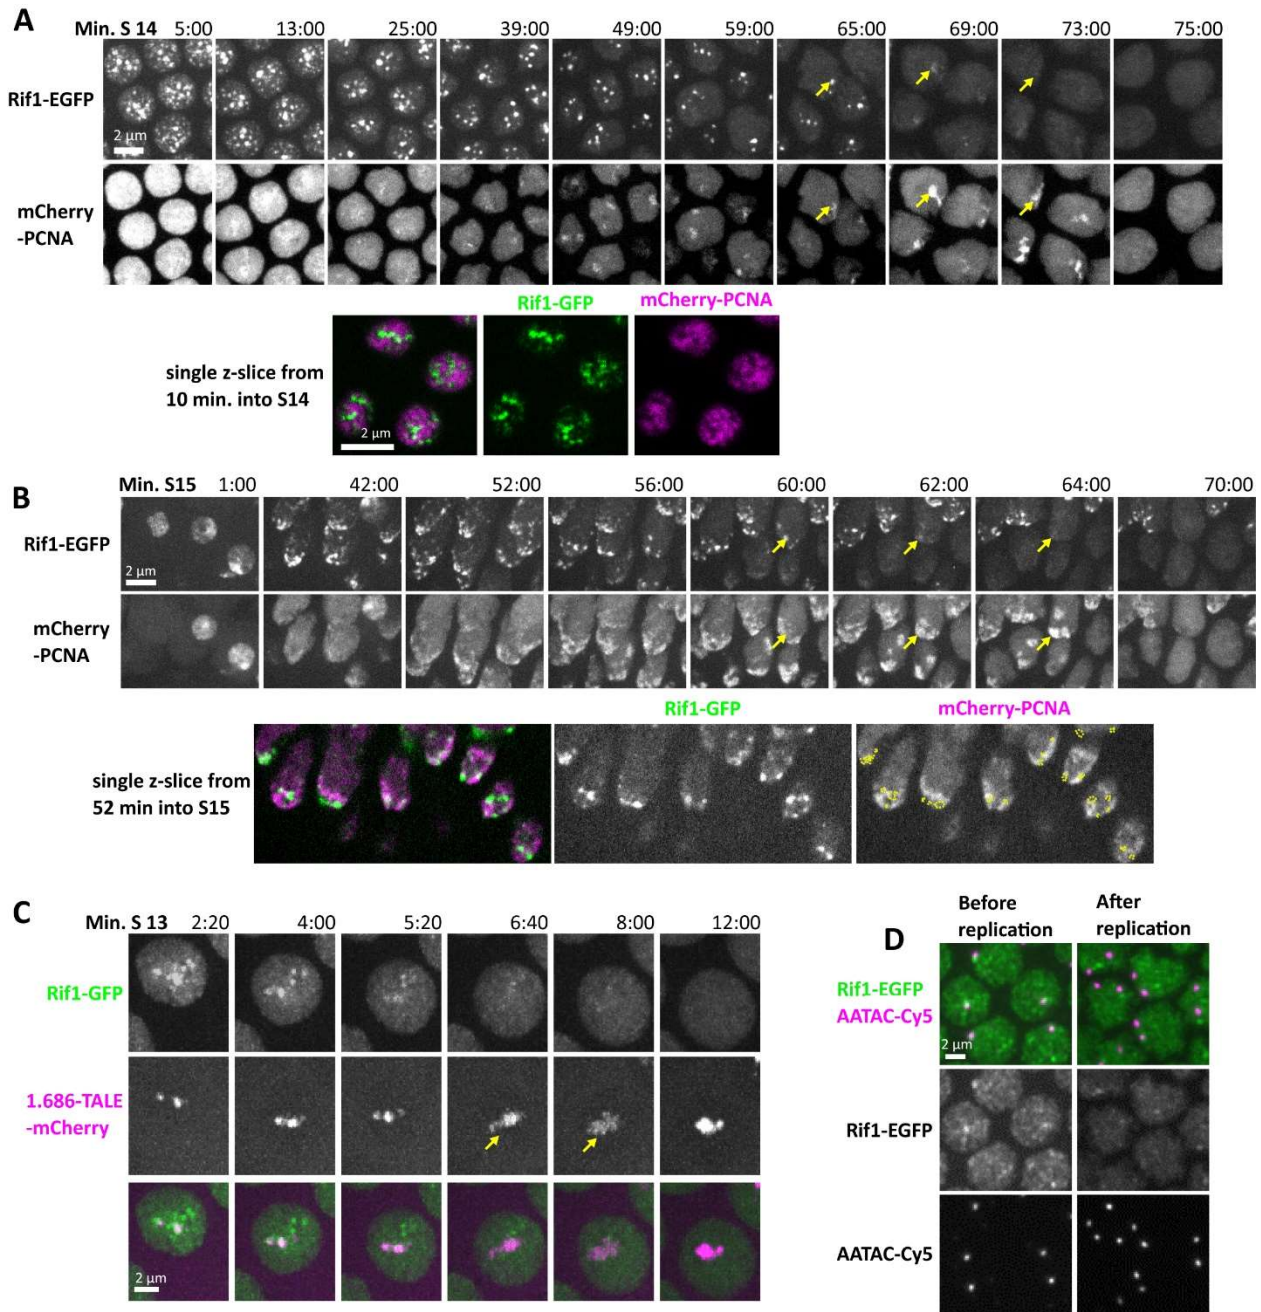 A
Min. S 14 5:00 13:00 25:00 39:00 49:00 59:00 65:00 69:00 73:00 75:00
Rif1-EGFP
2 µm
mCherry
-PCNA
Rif1-GFP mCherry-PCNA
single z-slice from
10 min. into S14
2 µm
B
Min. S15 1:00 42:00 52:00 56:00 60:00 62:00 64:00 70:00
Rif1-EGFP
2 µm
mCherry
-PCNA
Rif1-GFP mCherry-PCNA
single z-slice from
52 min into S15
C
Min. S 13 2:20 4:00 5:20 6:40 8:00 12:00
Rif1-GFP
1.686-TALE
-mCherry
2 µm
D
Before
replication
After
replication
Rif1-EGFP
AATAC-Cy5
2 µm
Rif1-EGFP
AATAC-Cy5